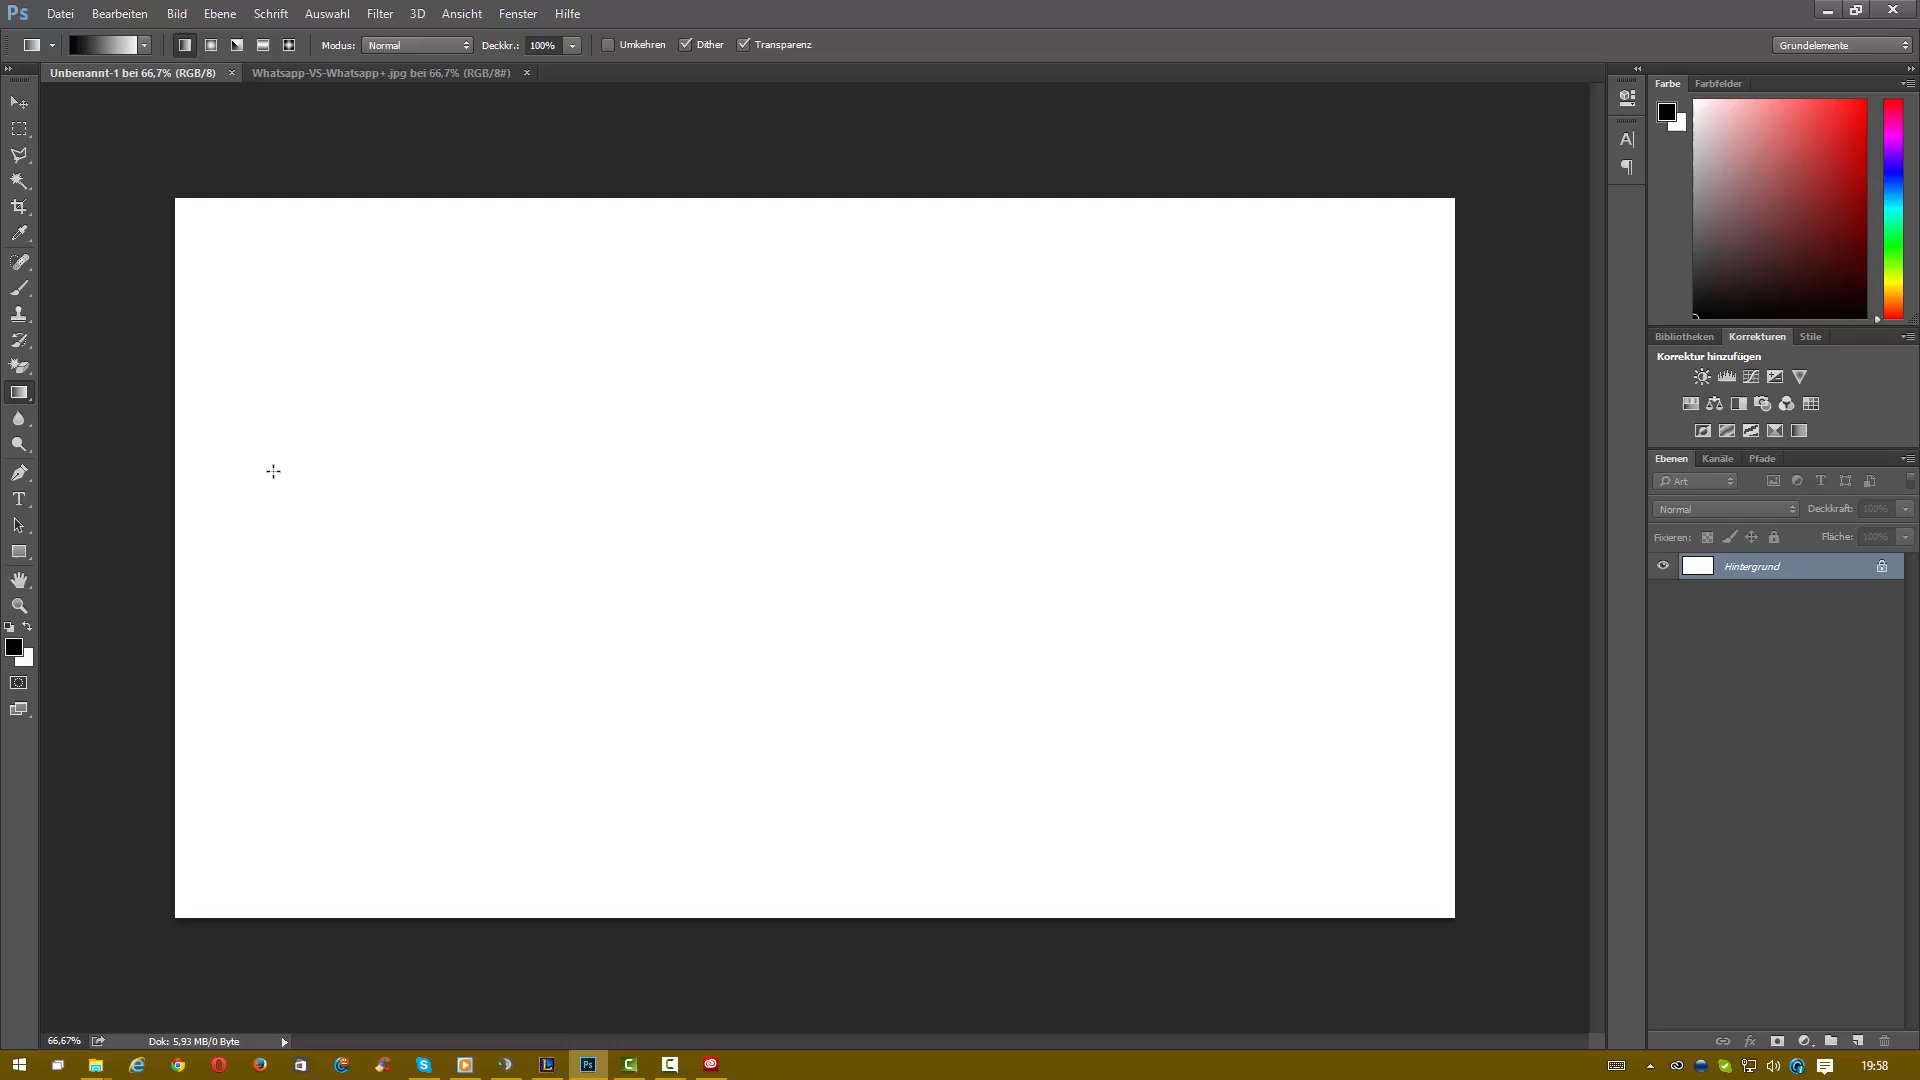 Ps Datei Bearbeiten Bild Ebene Schrift Auswahl Filter 3D Ansicht Fenster Hilfe
Modus: Normal Deckkr.: 100% Umkehren Dither Transparenz Grundelemente
Unbenannt-1 bei 66,7% (RGB/8) Whatsapp-VS-Whatsapp+.jpg bei 66,7% (RGB/8#)
Farbe Farbfelder
Bibliotheken Korrekturen Stile
Korrektur hinzufügen
Ebenen Kanäle Pfade
Art
Normal Deckkraft: 100%
Fixieren: Fläche: 100%
Hintergrund
66,67% Dok: 5,93 MB/0 Byte
19:58